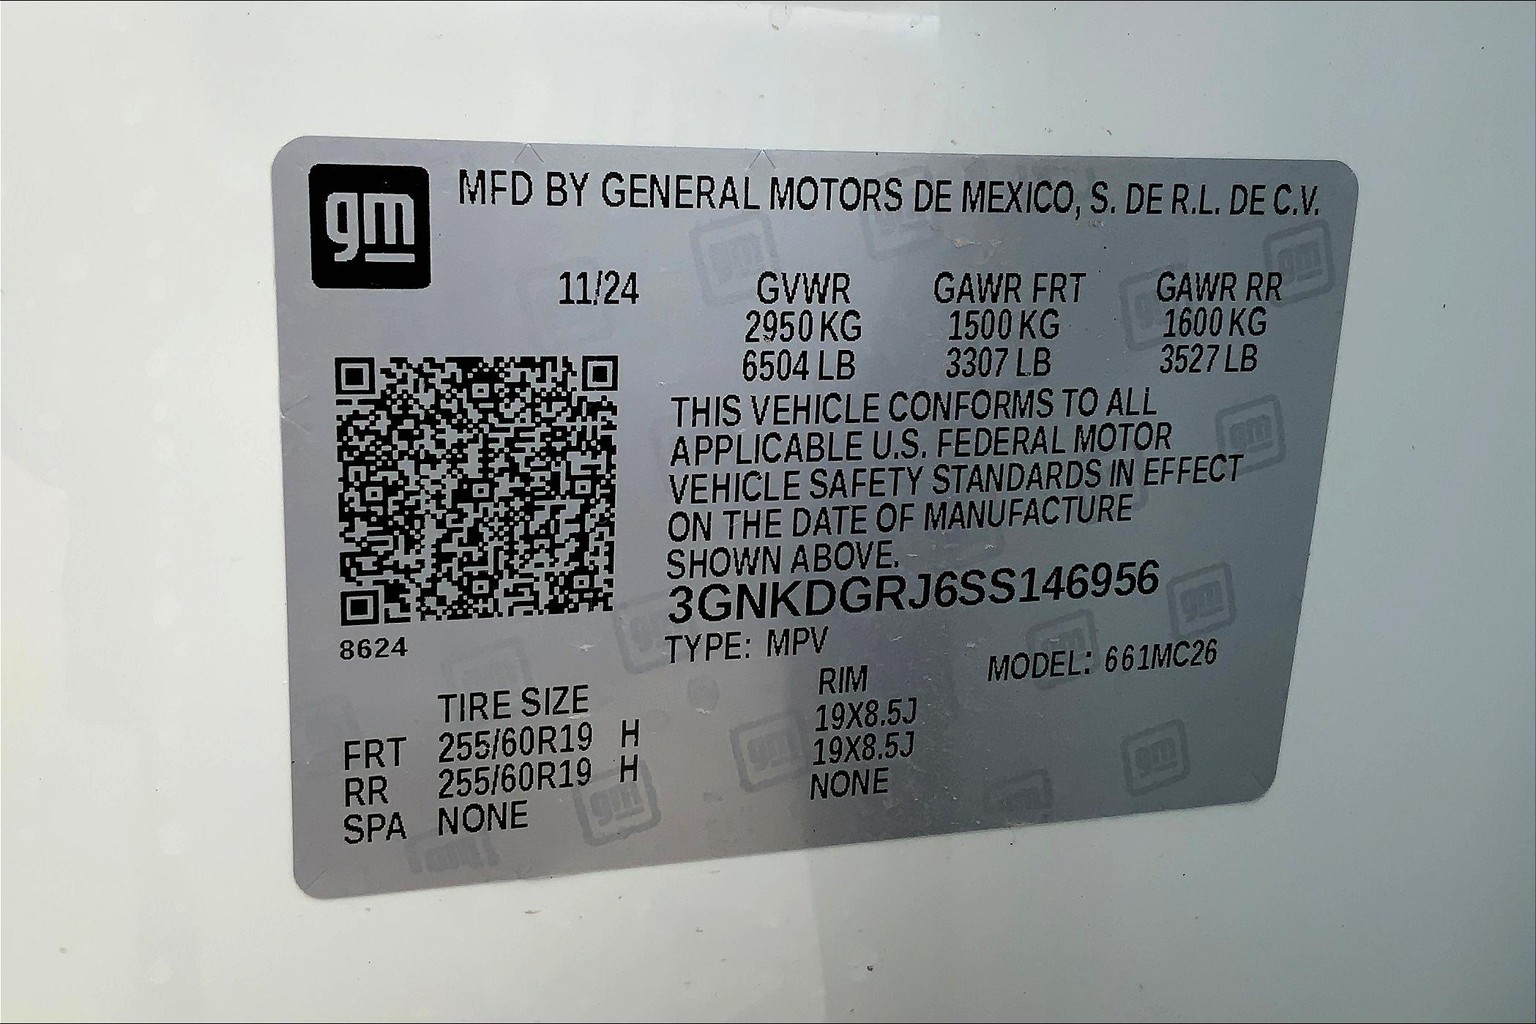 gm
MFD BY GENERAL MOTORS DE MEXICO, S. DE R.L. DE C.V.
11/24 GVWR GAWR FRT GAWR RR
2950 KG 1500 KG 1600 KG
6504 LB 3307 LB 3527 LB
THIS VEHICLE CONFORMS TO ALL
APPLICABLE U.S. FEDERAL MOTOR
VEHICLE SAFETY STANDARDS IN EFFECT
ON THE DATE OF MANUFACTURE
SHOWN ABOVE.
3GNKDGRJ6SS146956
8624
TYPE: MPV MODEL: 661MC26
TIRE SIZE RIM
FRT 255/60R19 H 19X8.5J
RR 255/60R19 H 19X8.5J
SPA NONE NONE